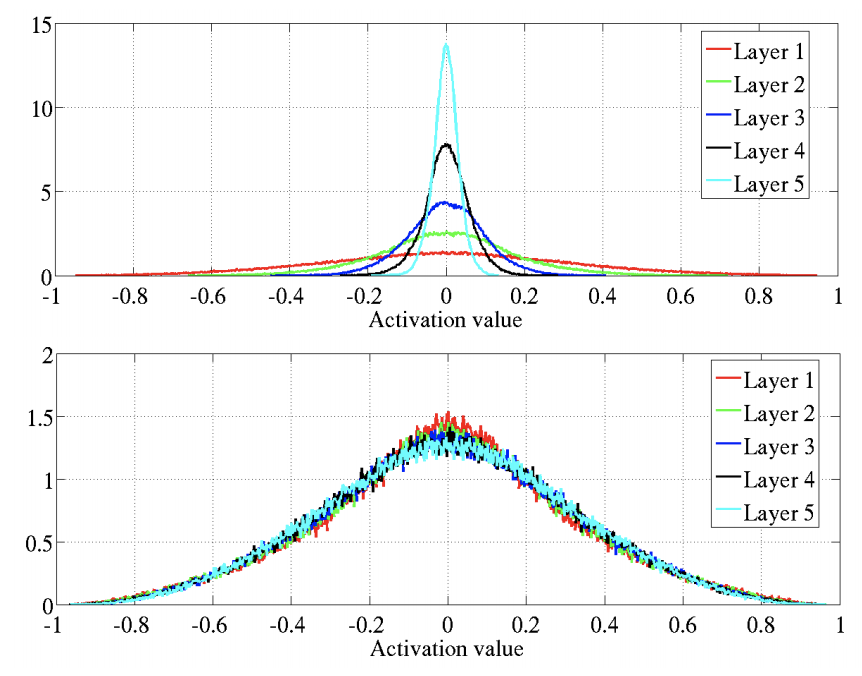 15
10
5
0
Layer 1
Layer 2
Layer 3
Layer 4
Layer 5
-1 -0.8 -0.6 -0.4 -0.2 0 0.2 0.4 0.6 0.8 1
Activation value
2
1.5
1
0.5
0
Layer 1
Layer 2
Layer 3
Layer 4
Layer 5
-1 -0.8 -0.6 -0.4 -0.2 0 0.2 0.4 0.6 0.8 1
Activation value